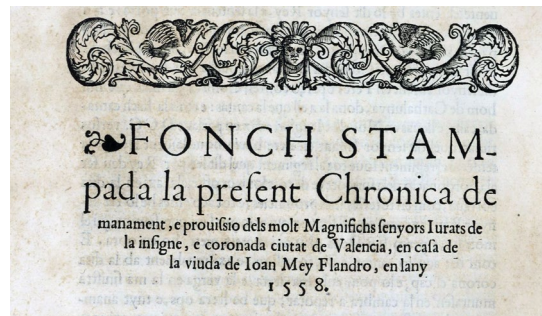 FONCH STAM-
pada la preſent Chronica de
manament, e prouiſsio dels molt Magnifichs ſenyors Iurats de
la inſigne, e coronada ciutat de Valencia, en caſa de
la viuda de Ioan Mey Flandro, en lany
1558.